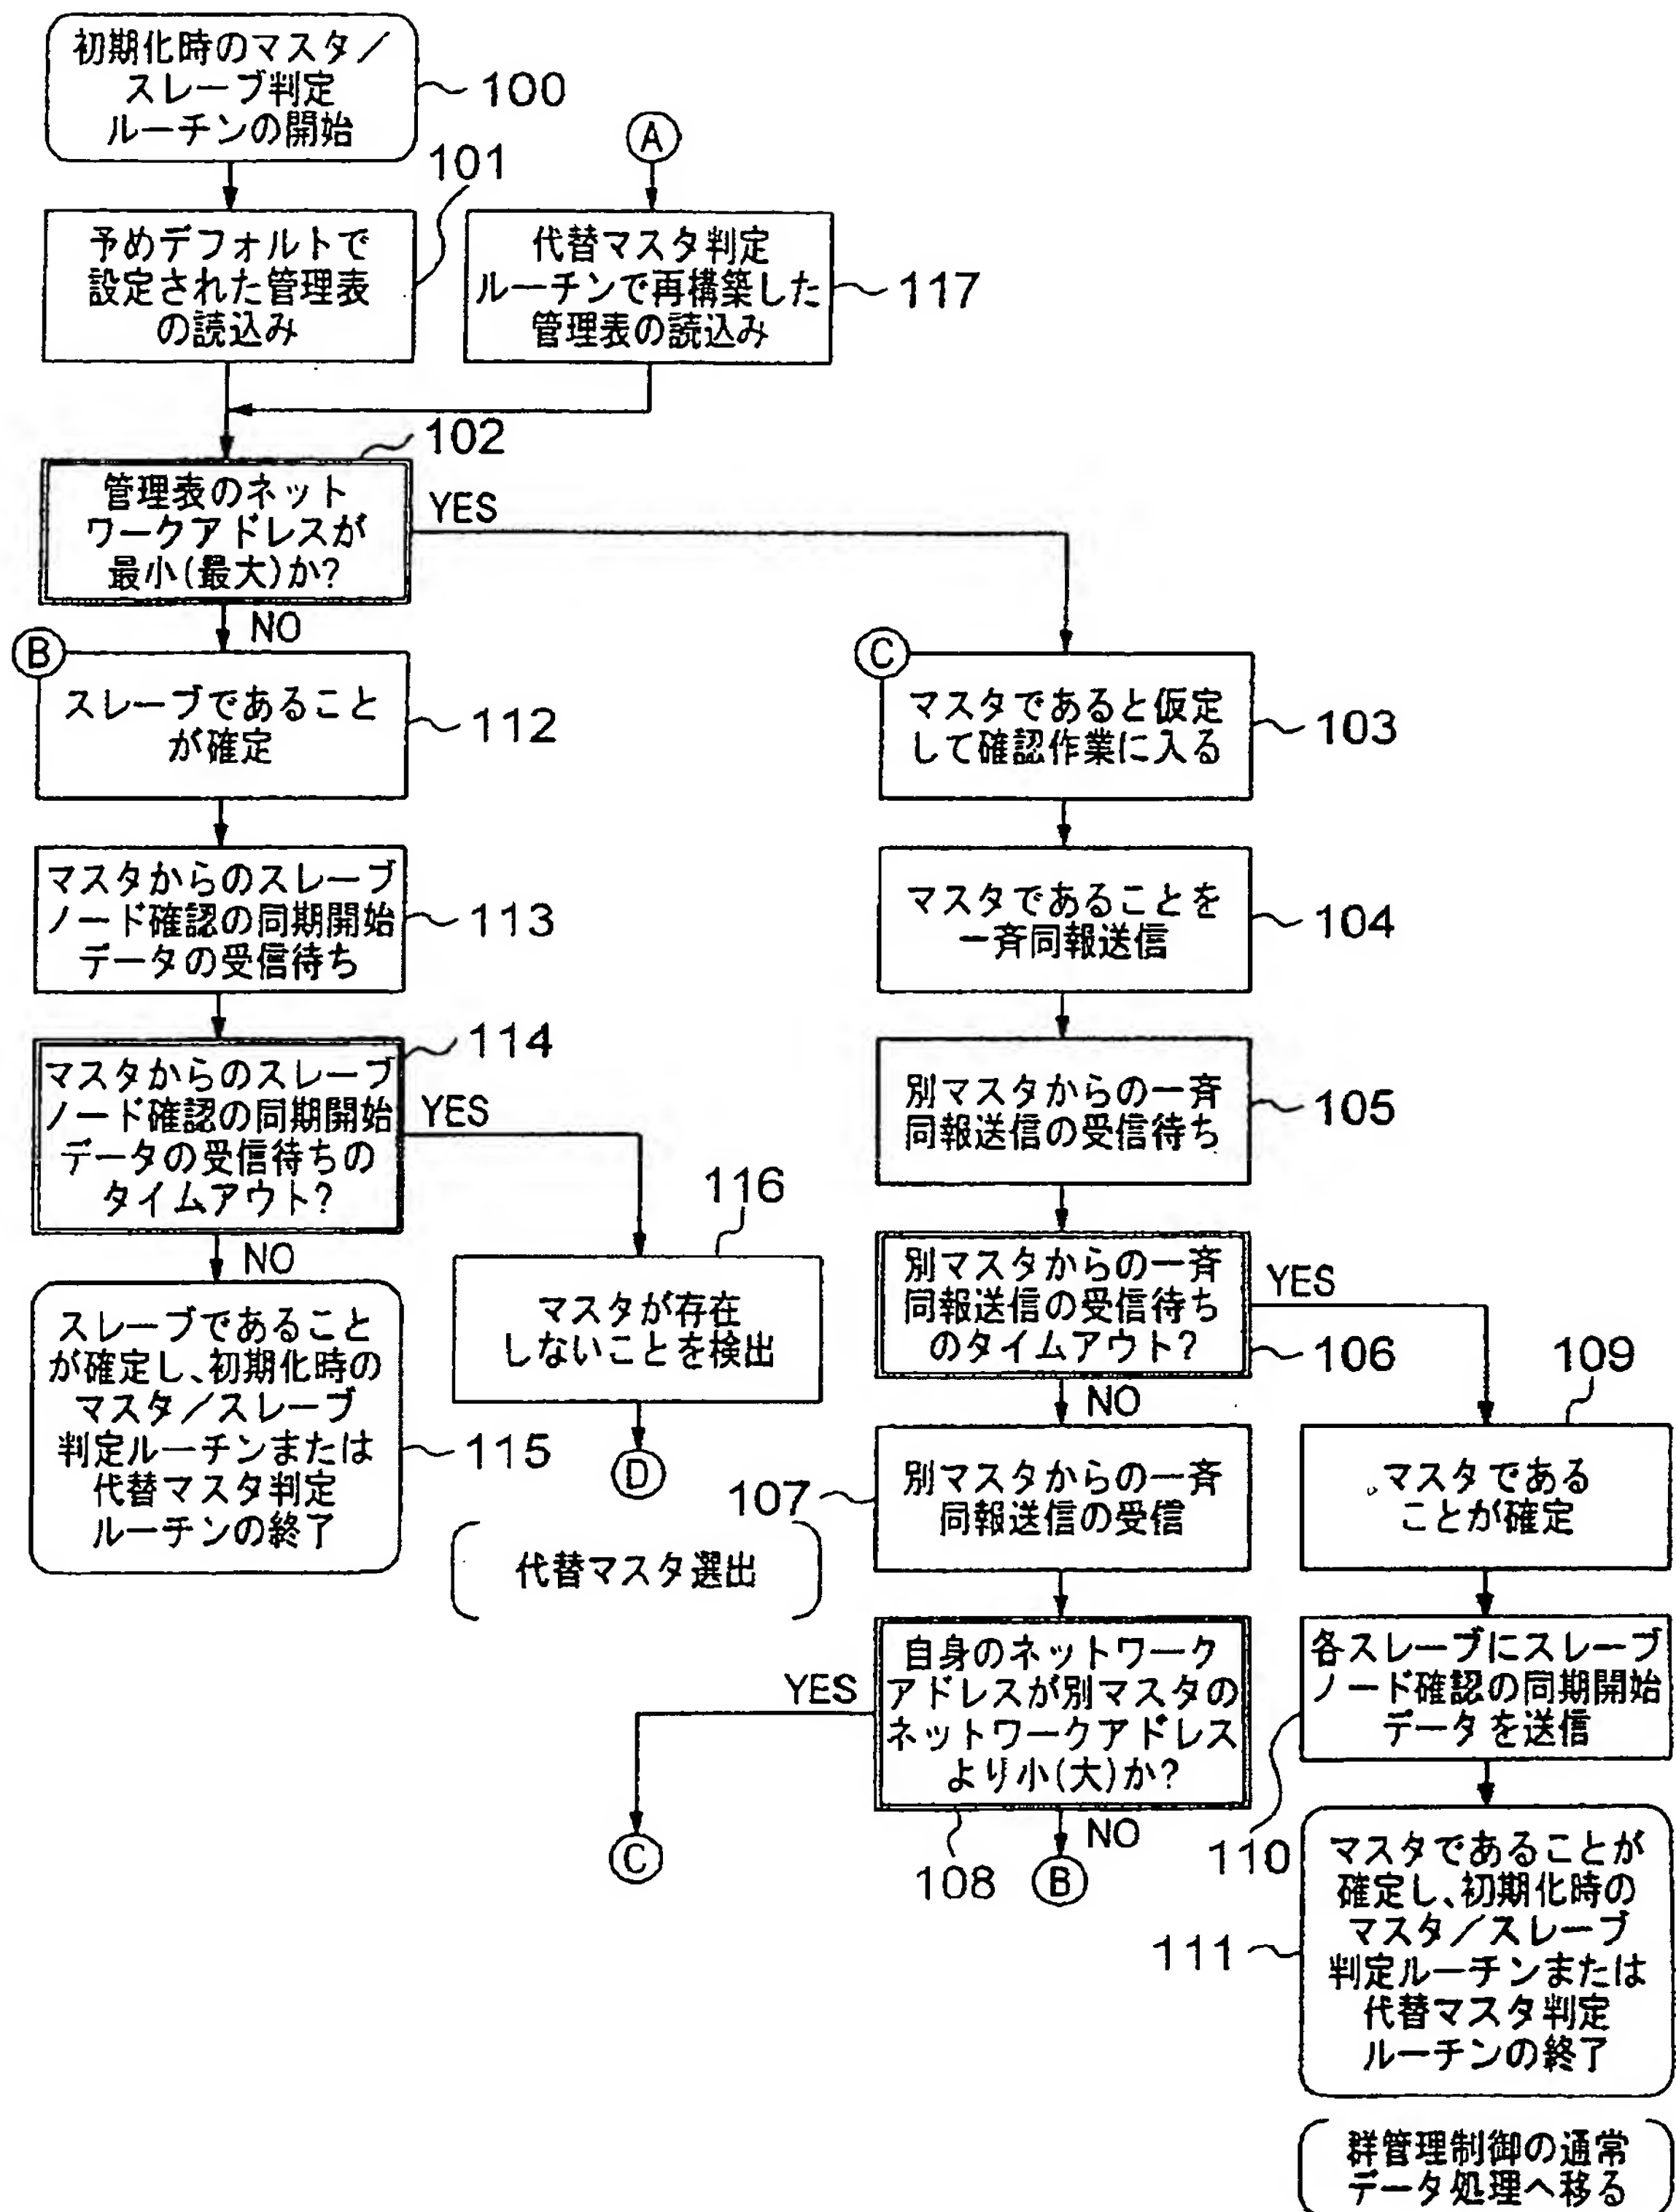 初期化時のマスタ／
スレーブ判定
ルーチンの開始
100
A
101
予めデフォルトで
設定された管理表
の読込み
代替マスタ判定
ルーチンで再構築した
管理表の読込み
117
102
管理表のネット
ワークアドレスが
最小(最大)か?
YES
NO
B
スレーブであること
が確定
112
C
マスタであると仮定
して確認作業に入る
103
マスタからのスレーブ
ノード確認の同期開始
データの受信待ち
113
マスタであることを
一斉同報送信
104
114
マスタからのスレーブ
ノード確認の同期開始
データの受信待ちの
タイムアウト?
YES
NO
別マスタからの一斉
同報送信の受信待ち
105
116
マスタが存在
しないことを検出
D
代替マスタ選出
スレーブであること
が確定し、初期化時の
マスタ／スレーブ
判定ルーチンまたは
代替マスタ判定
ルーチンの終了
115
別マスタからの一斉
同報送信の受信待ち
のタイムアウト?
YES
106
NO
109
107
別マスタからの一斉
同報送信の受信
マスタである
ことが確定
自身のネットワーク
アドレスが別マスタの
ネットワークアドレス
より小(大)か?
YES
C
108
NO
B
各スレーブにスレーブ
ノード確認の同期開始
データを送信
110
マスタであることが
確定し、初期化時の
マスタ／スレーブ
判定ルーチンまたは
代替マスタ判定
ルーチンの終了
111
群管理制御の通常
データ処理へ移る